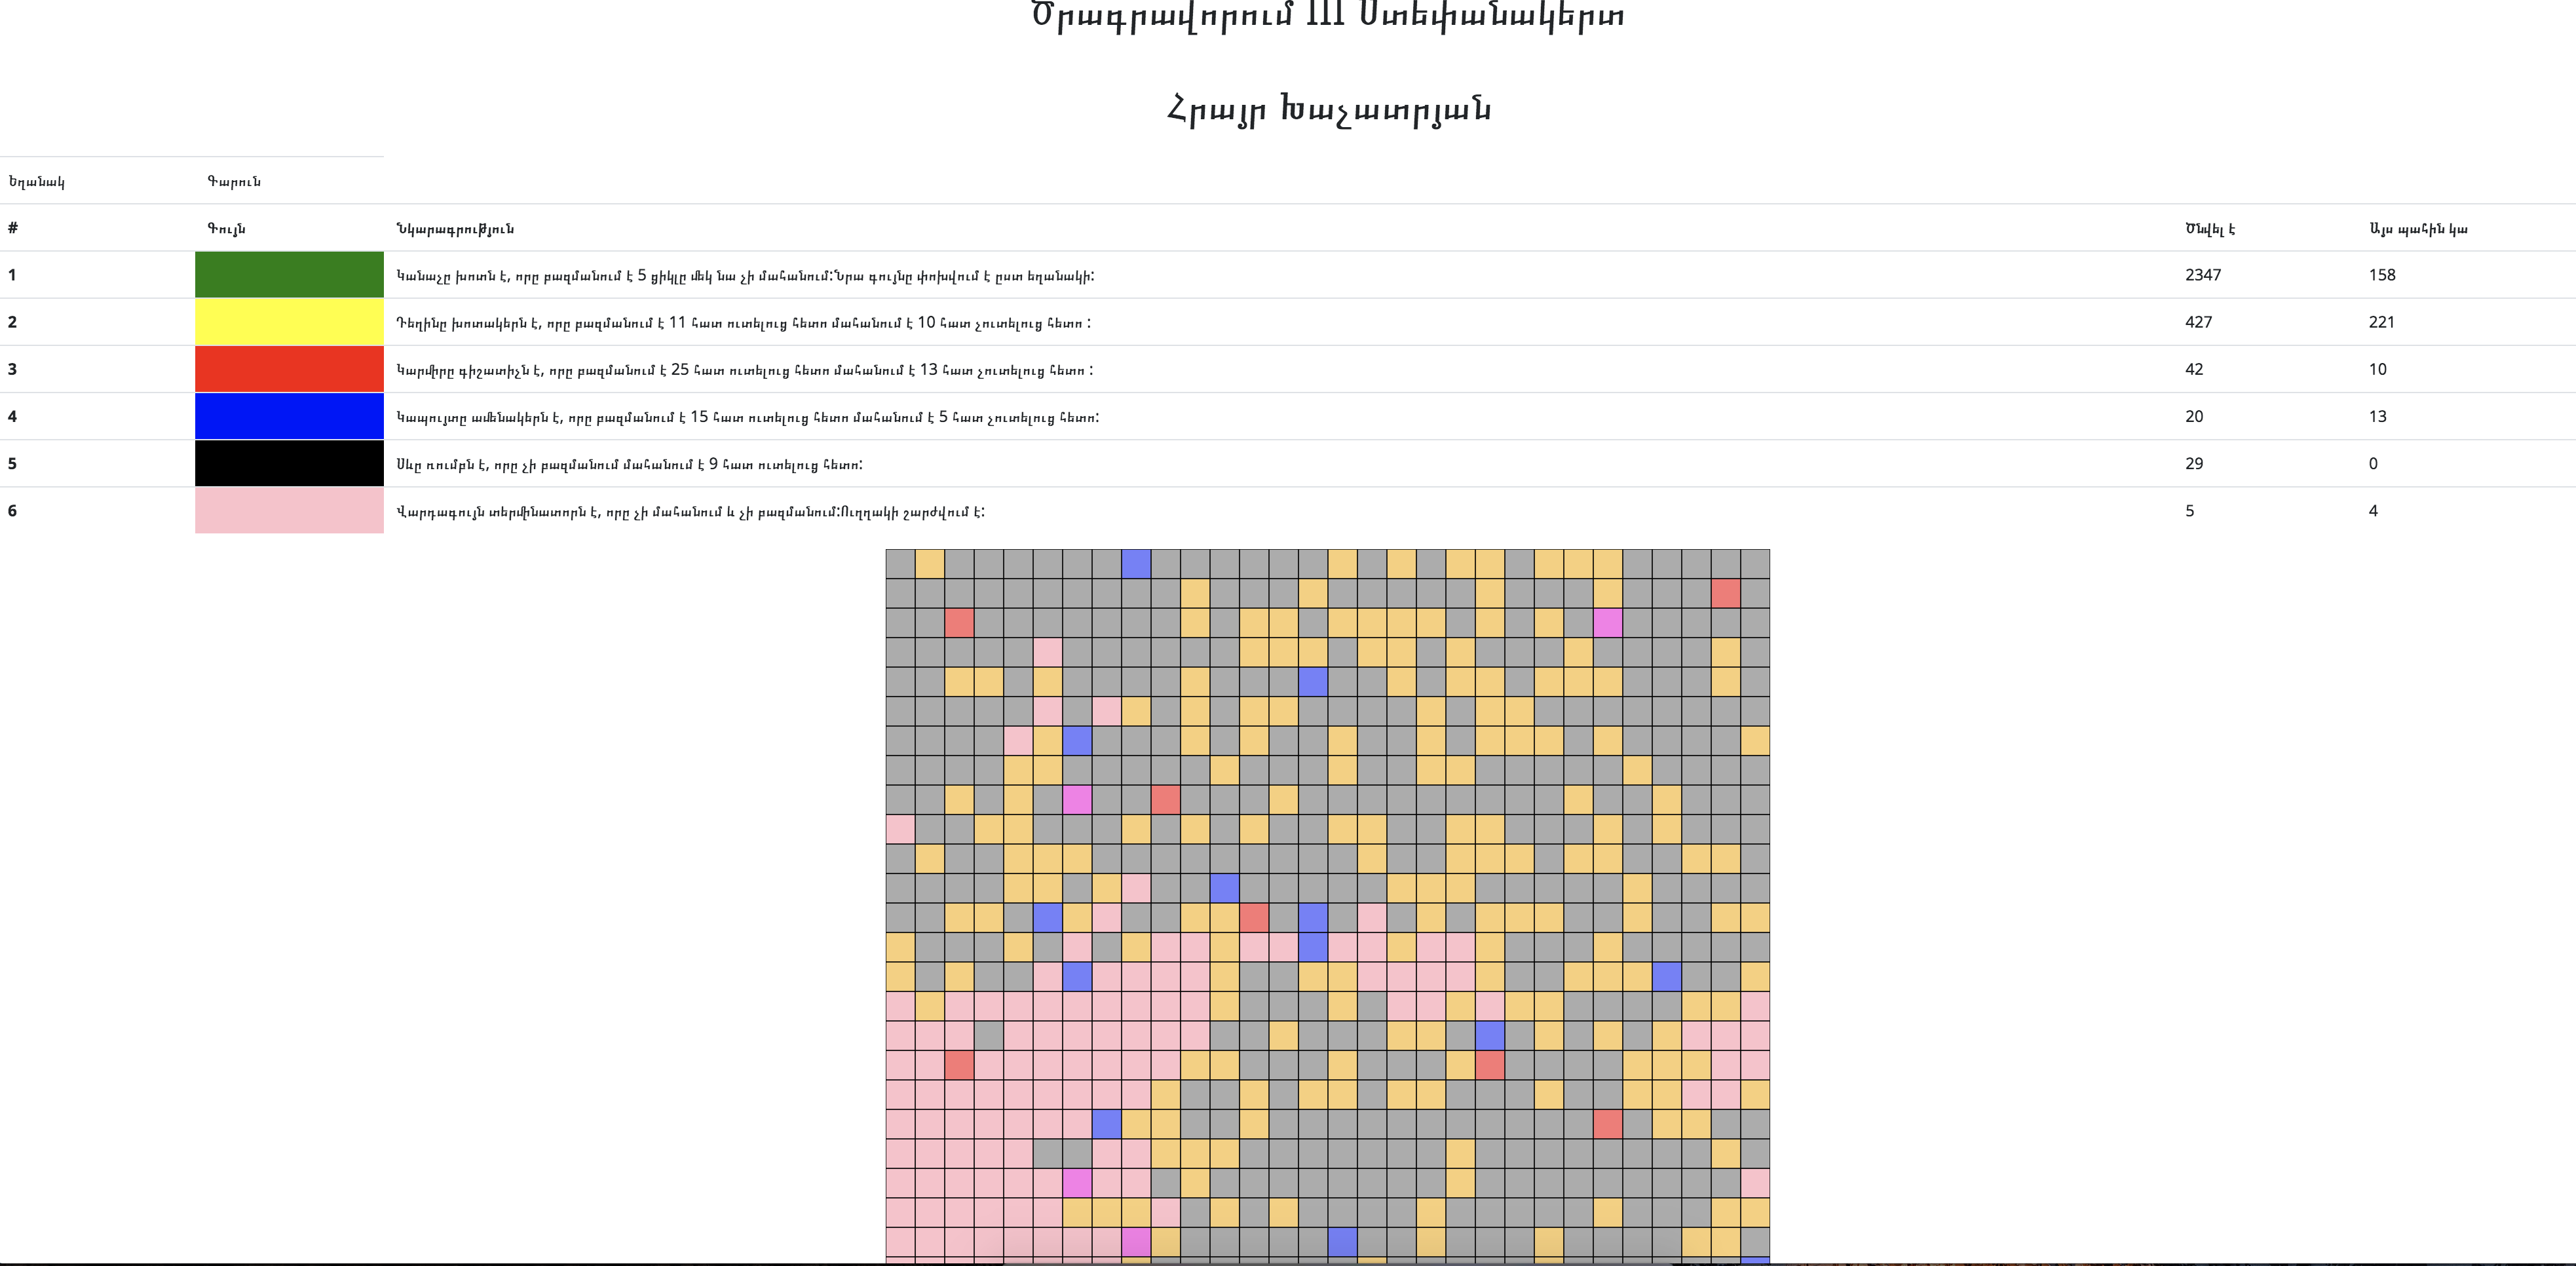 Ծրագրավորում III Ստեփանակերտ
Հրայր Խաչատրյան
Եղանակ Գարուն
# Գույն Նկարագրություն Ծնվել է Այս պահին կա
1 Կանաչը խոտն է, որը բազմանում է 5 ցիկլը մեկ նա չի մահանում:Նրա գույնը փոխվում է ըստ եղանակի: 2347 158
2 Դեղինը խոտակերն է, որը բազմանում է 11 հատ ուտելուց հետո մահանում է 10 հատ չուտելուց հետո : 427 221
3 Կարմիրը գիշատիչն է, որը բազմանում է 25 հատ ուտելուց հետո մահանում է 13 հատ չուտելուց հետո : 42 10
4 Կապույտը ամենակերն է, որը բազմանում է 15 հատ ուտելուց հետո մահանում է 5 հատ չուտելուց հետո: 20 13
5 Սևը ռումբն է, որը չի բազմանում մահանում է 9 հատ ուտելուց հետո: 29 0
6 Վարդագույն տերմինատորն է, որը չի մահանում և չի բազմանում:Ուղղակի շարժվում է: 5 4